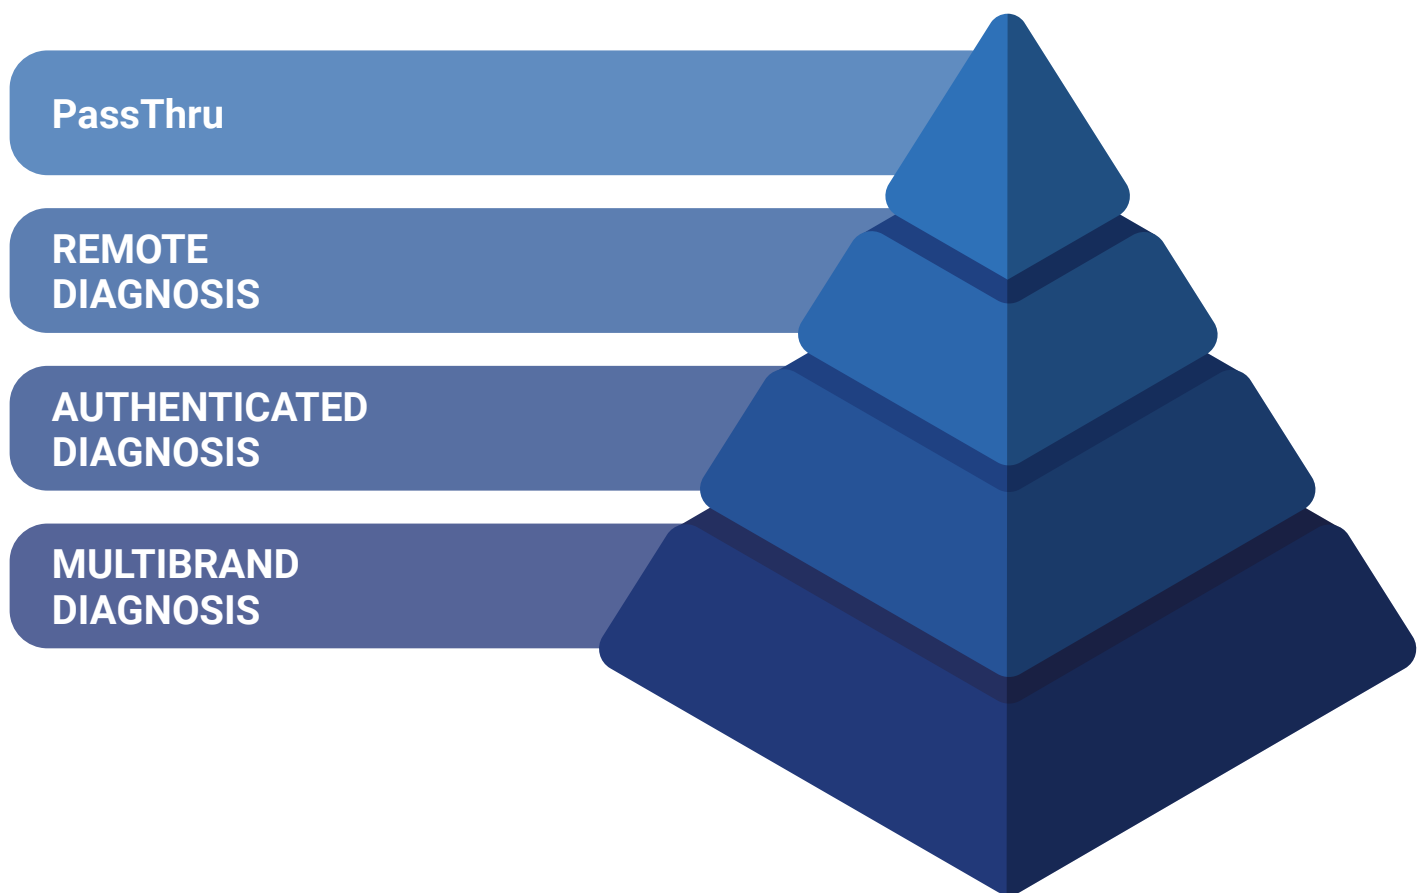 PassThru
REMOTE
DIAGNOSIS
AUTHENTICATED
DIAGNOSIS
MULTIBRAND
DIAGNOSIS